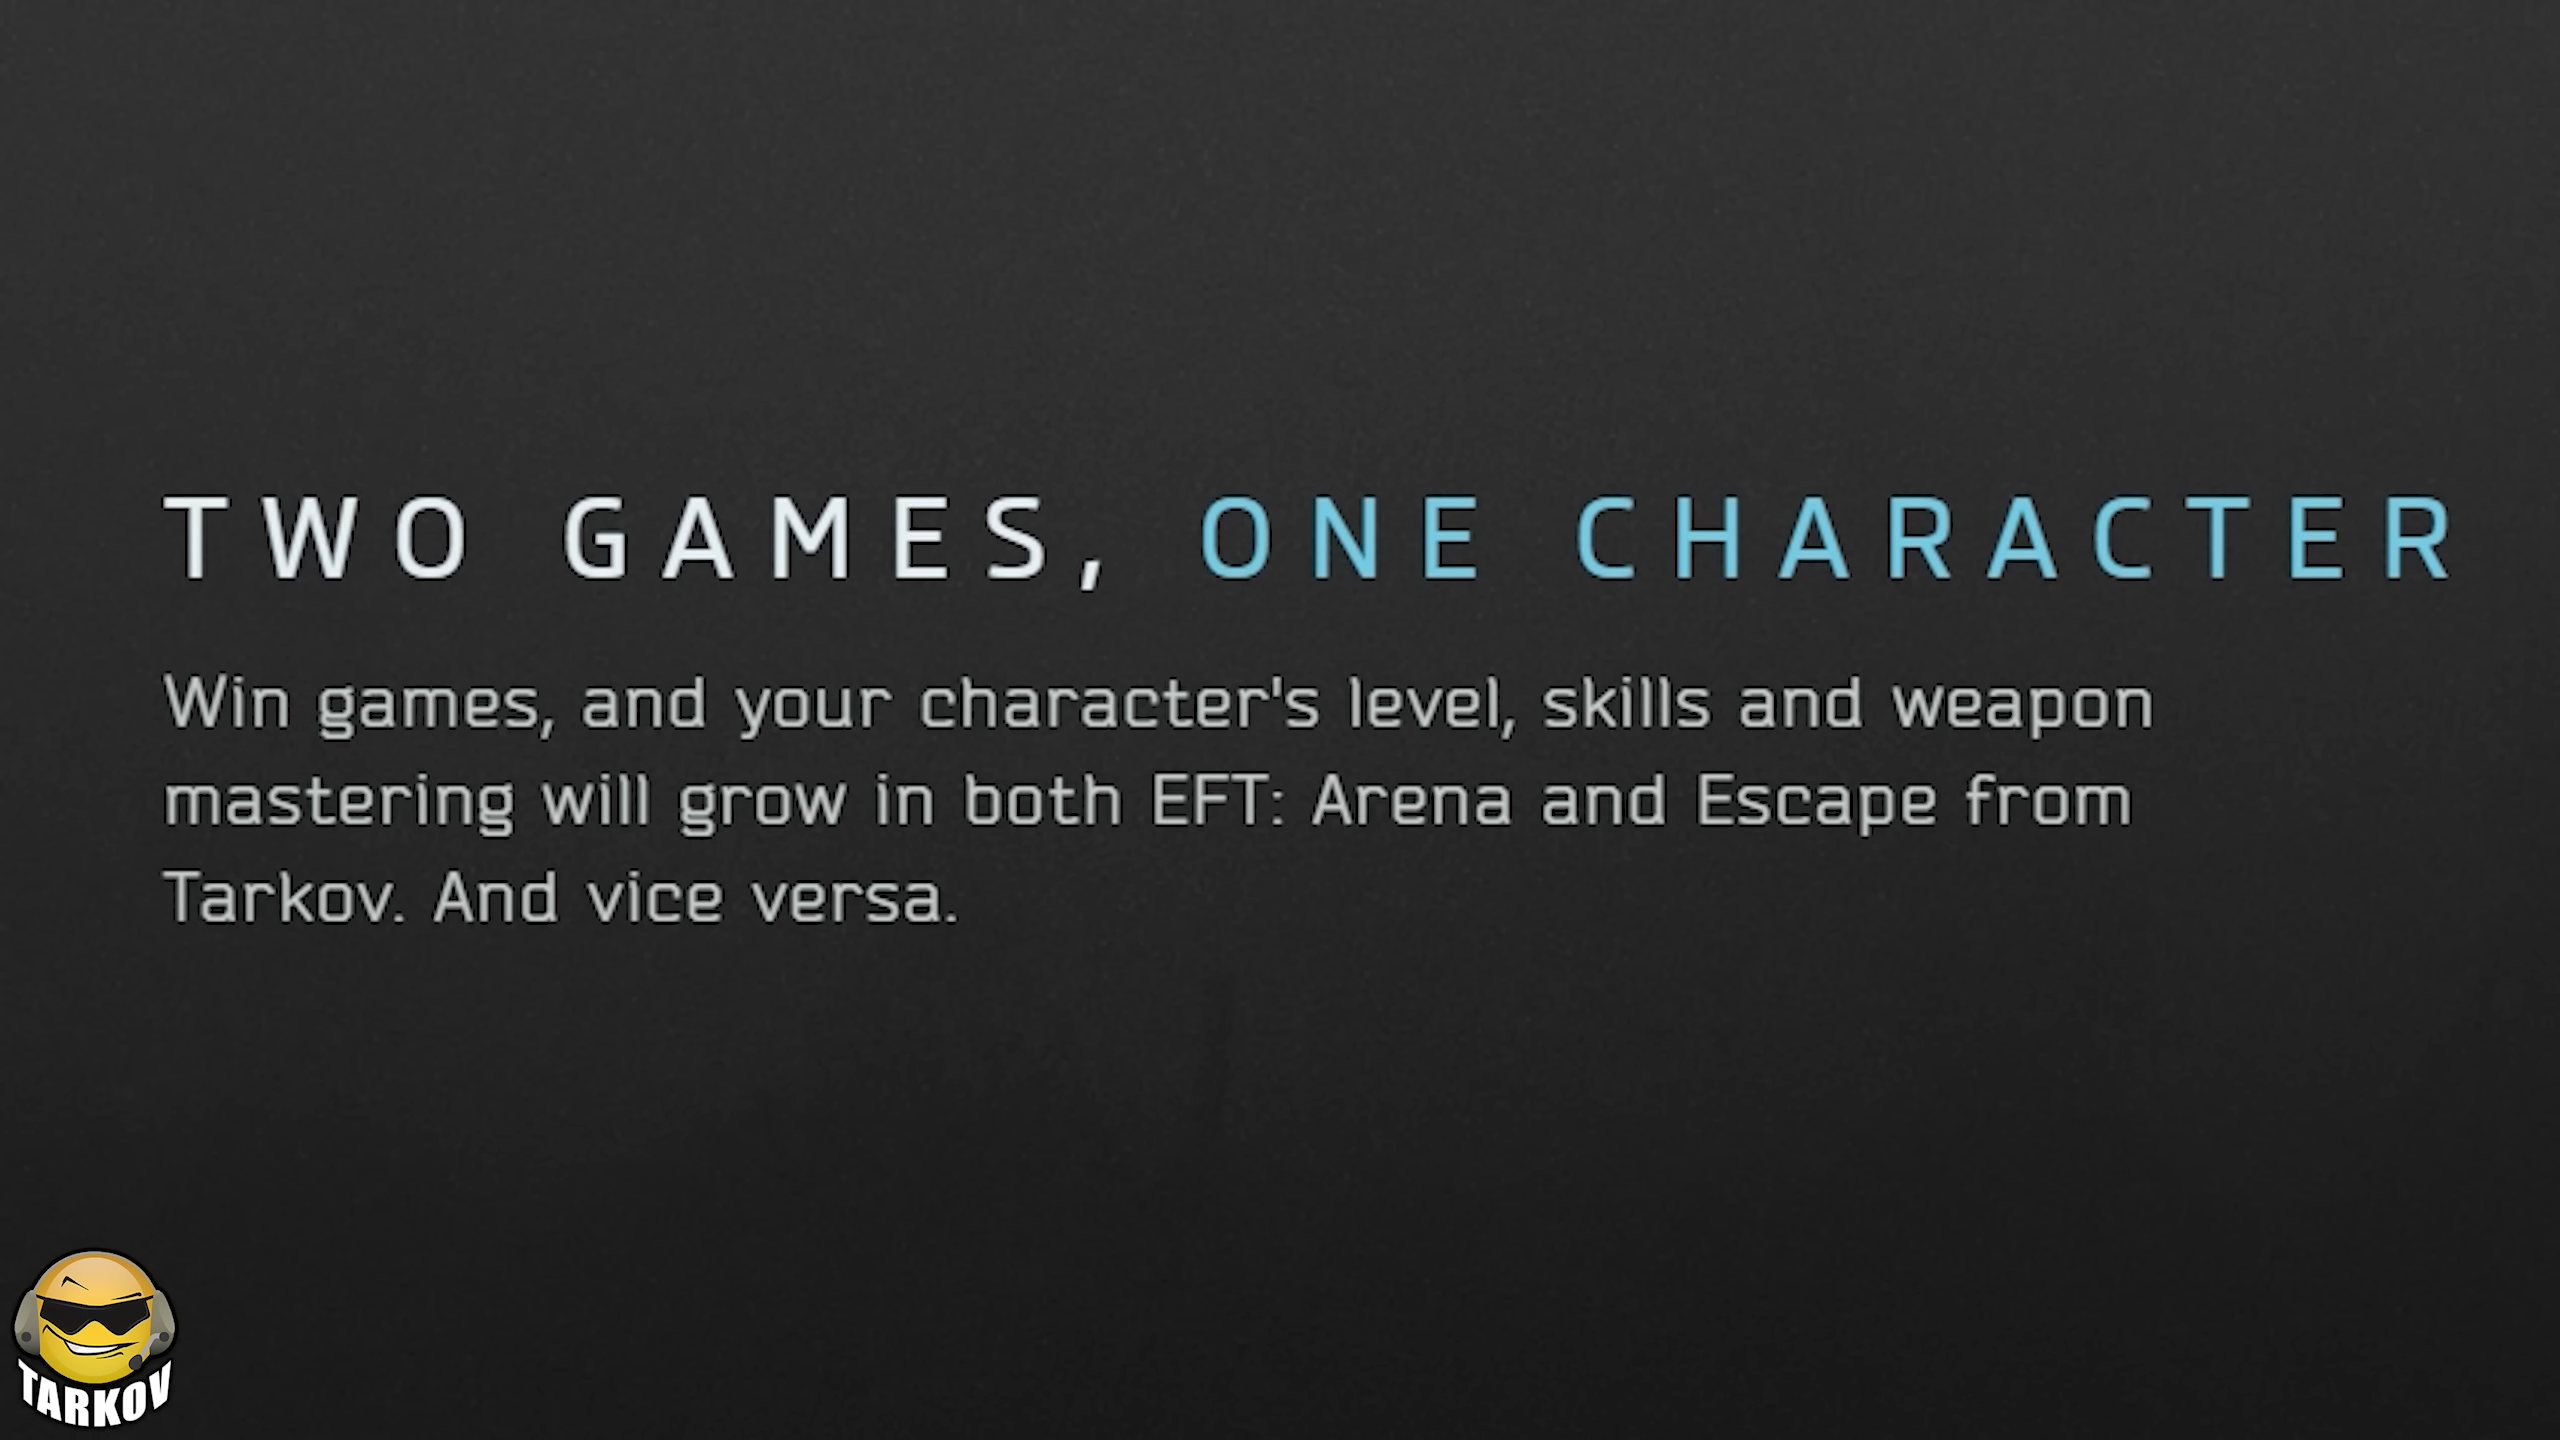 TWO GAMES, ONE CHARACTER
Win games, and your character's level, skills and weapon
mastering will grow in both EFT: Arena and Escape from
Tarkov. And vice versa.
TARKOV